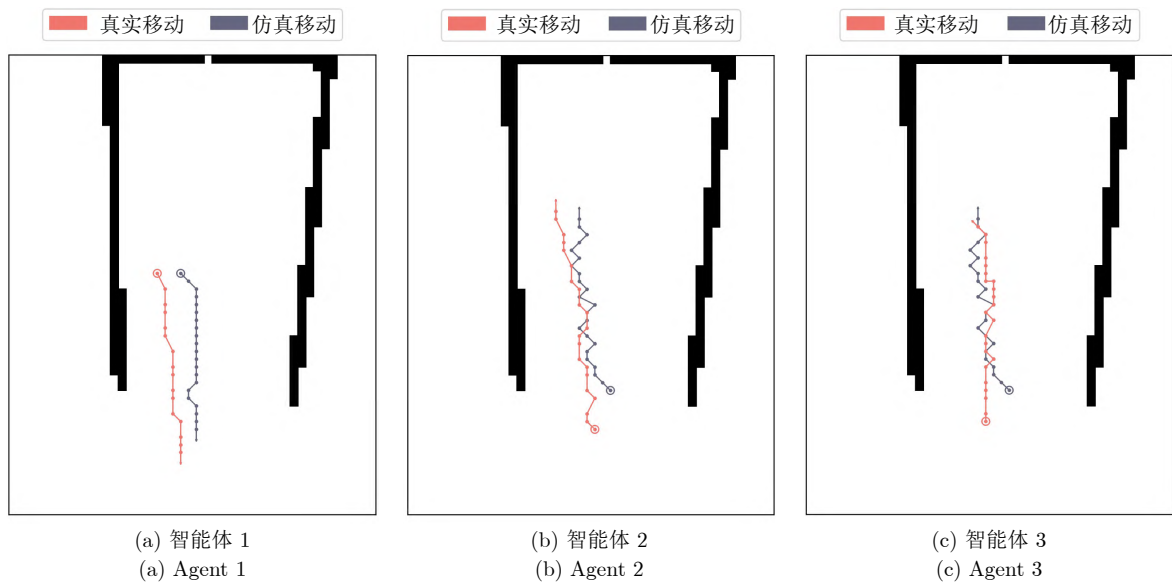 真实移动 仿真移动 真实移动 仿真移动 真实移动 仿真移动
(a) 智能体 1 (b) 智能体 2 (c) 智能体 3
(a) Agent 1 (b) Agent 2 (c) Agent 3